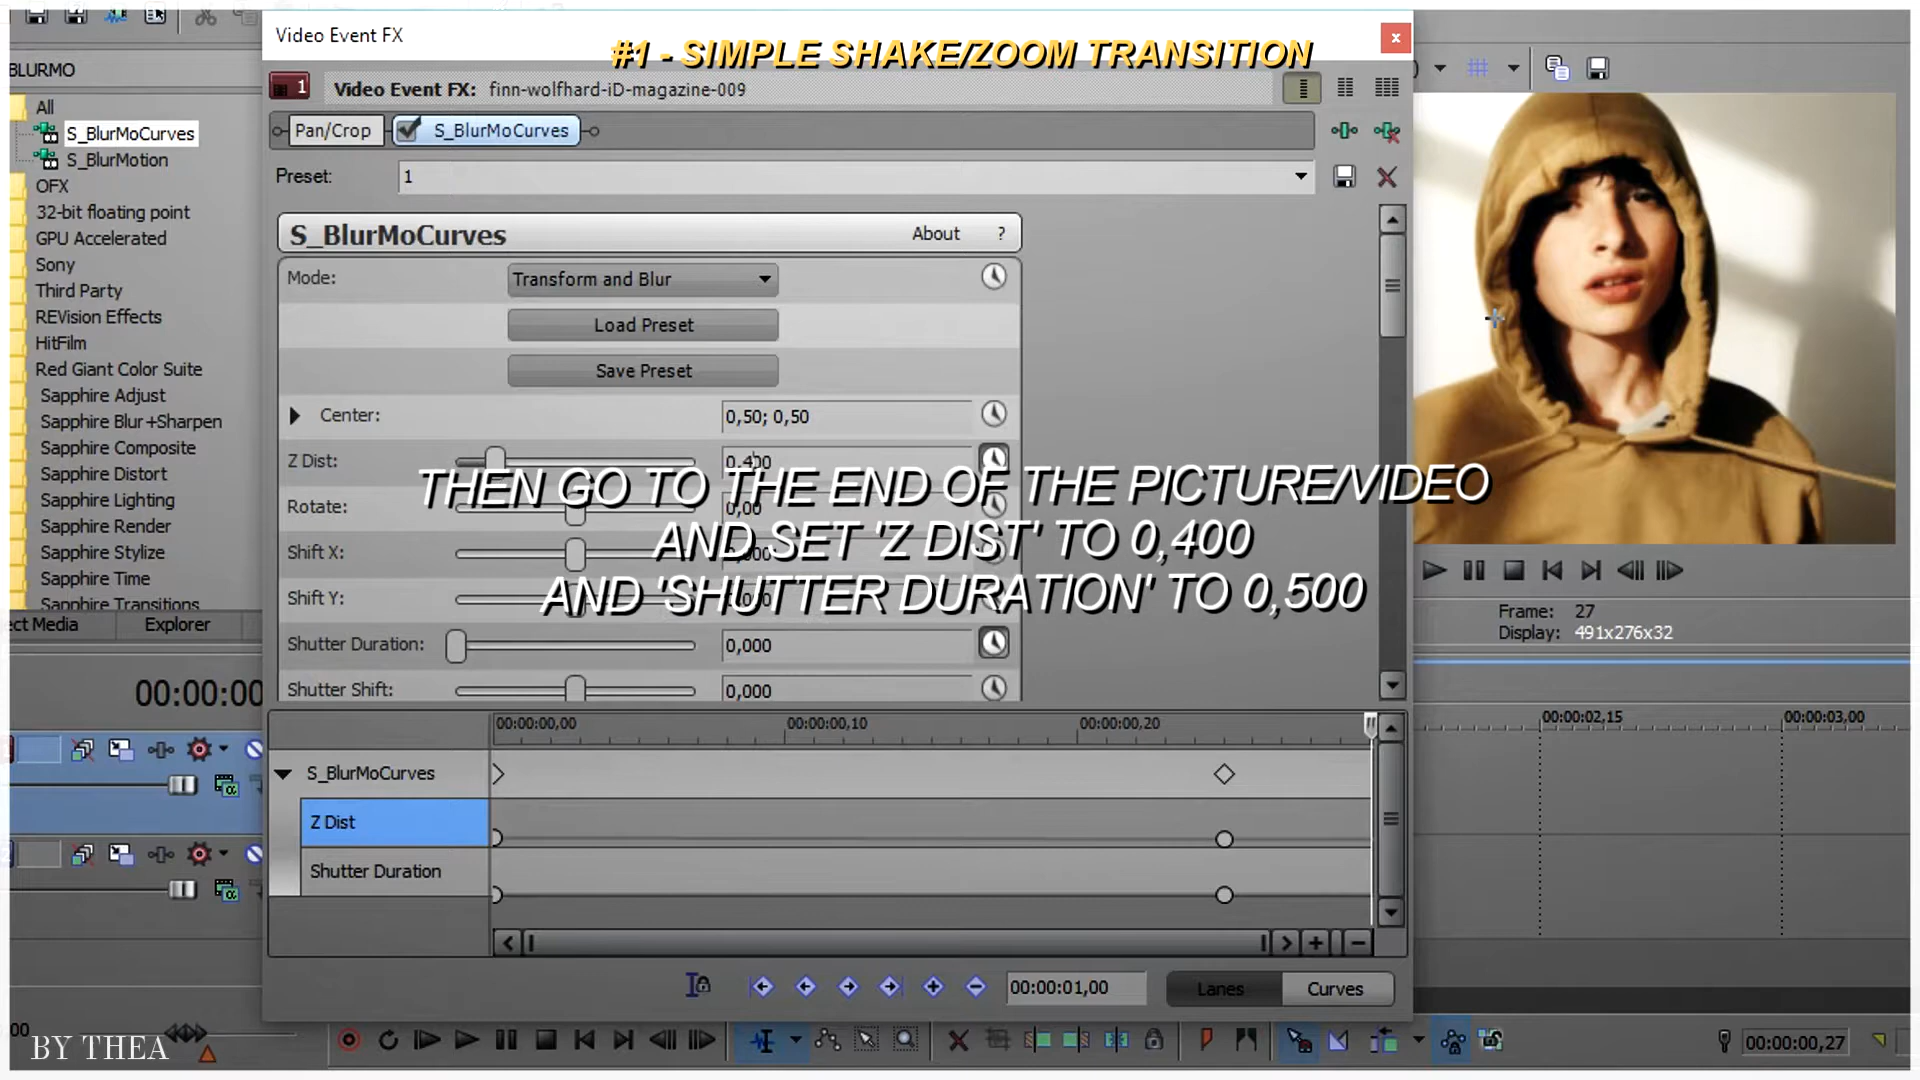 Video Event FX
#1 - SIMPLE SHAKE/ZOOM TRANSITION
BLURMO
1
Video Event FX: finn-wolfhard-iD-magazine-009
All
S_BlurMoCurves
S_BlurMotion
OFX
32-bit floating point
GPU Accelerated
Sony
Third Party
REVision Effects
HitFilm
Red Giant Color Suite
Sapphire Adjust
Sapphire Blur+Sharpen
Sapphire Composite
Sapphire Distort
Sapphire Lighting
Sapphire Render
Sapphire Stylize
Sapphire Time
Sapphire Transitions
ct Media
Explorer
Pan/Crop
S_BlurMoCurves
Preset:
1
S_BlurMoCurves
About
?
Mode:
Transform and Blur
Load Preset
Save Preset
Center:
0,50; 0,50
Z Dist:
0,400
Rotate:
0,00
Shift X:
Shift Y:
Shutter Duration:
0,000
Shutter Shift:
0,000
THEN GO TO THE END OF THE PICTURE/VIDEO
AND SET 'Z DIST' TO 0,400
AND 'SHUTTER DURATION' TO 0,500
Frame: 27
Display: 491x276x32
00:00:00
00:00:00,00
00:00:00,10
00:00:00,20
00:00:02,15
00:00:03,00
S_BlurMoCurves
Z Dist
Shutter Duration
00:00:01,00
Lanes
Curves
00
BY THEA
00:00:00,27